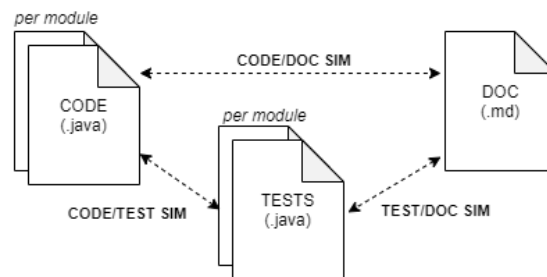 per module
CODE/DOC SIM
CODE
(.java)
DOC
(.md)
per module
CODE/TEST SIM
TESTS
(.java)
TEST/DOC SIM